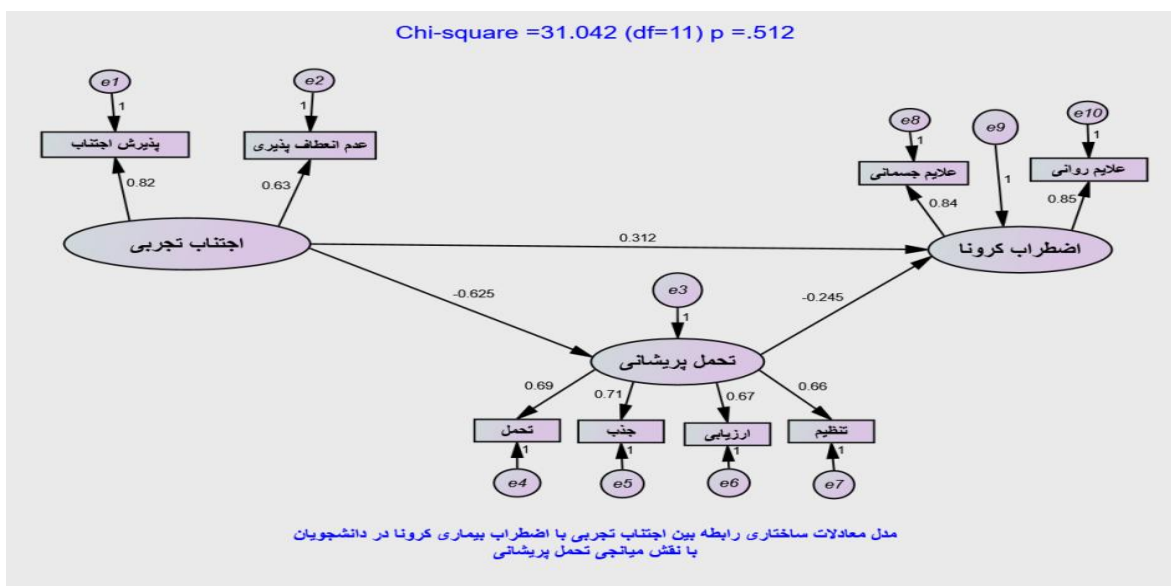 Chi-square =31.042 (df=11) p =.512
e1
e2
1
1
پذیرش اجتناب
عدم انعطاف پذیری
0.82
0.63
اجتناب تجربی
e8
e9
e10
1
1
1
علایم جسمانی
علایم روانی
0.84
0.85
اضطراب کرونا
0.312
-0.625
-0.245
e3
1
تحمل پریشانی
0.69
0.71
0.67
0.66
تحمل
جذب
ارزیابی
تنظیم
1
1
1
1
e4
e5
e6
e7
مدل معادلات ساختاری رابطه بین اجتناب تجربی با اضطراب بیماری کرونا در دانشجویان
با نقش میانجی تحمل پریشانی